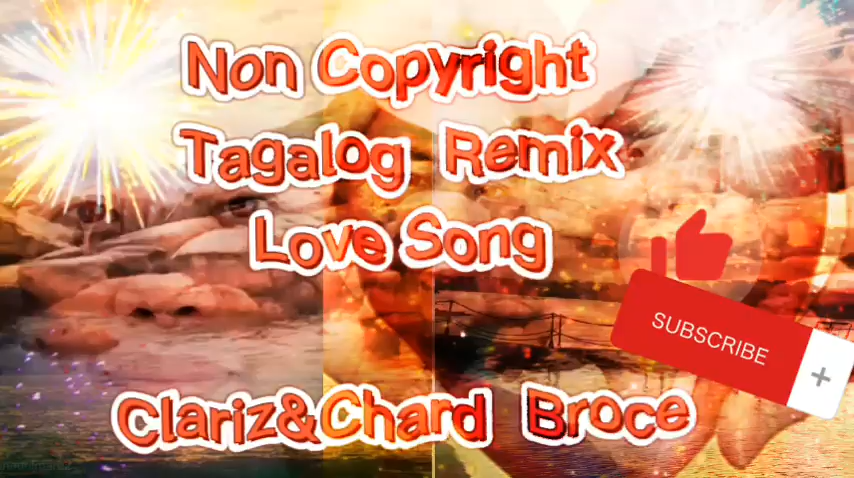 Non Copyright
Tagalog Remix
Love Song
SUBSCRIBE
+
Clariz&Chard Broce